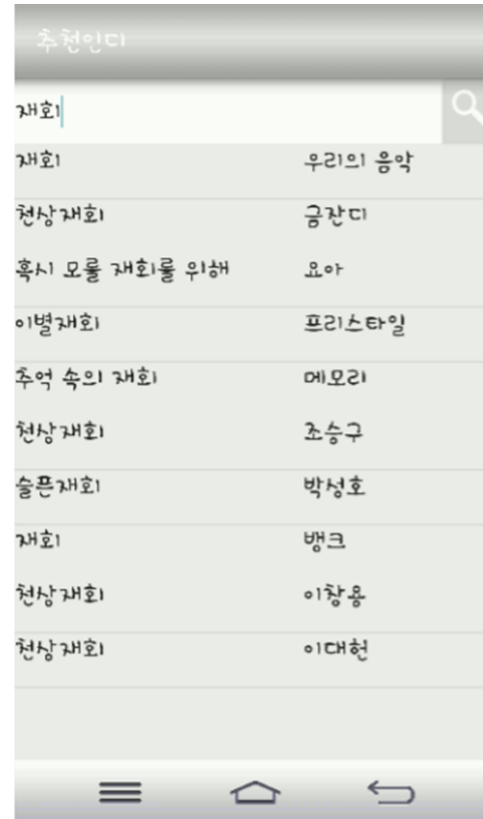 추천인디
재회
재회 우리의 음악
천상재회 금잔디
혹시 모를 재회를 위해 요아
이별재회 프리스타일
추억 속의 재회 메모리
천상재회 조승구
슬픈재회 박성호
재회 뱅크
천상재회 이창용
천상재회 이대헌